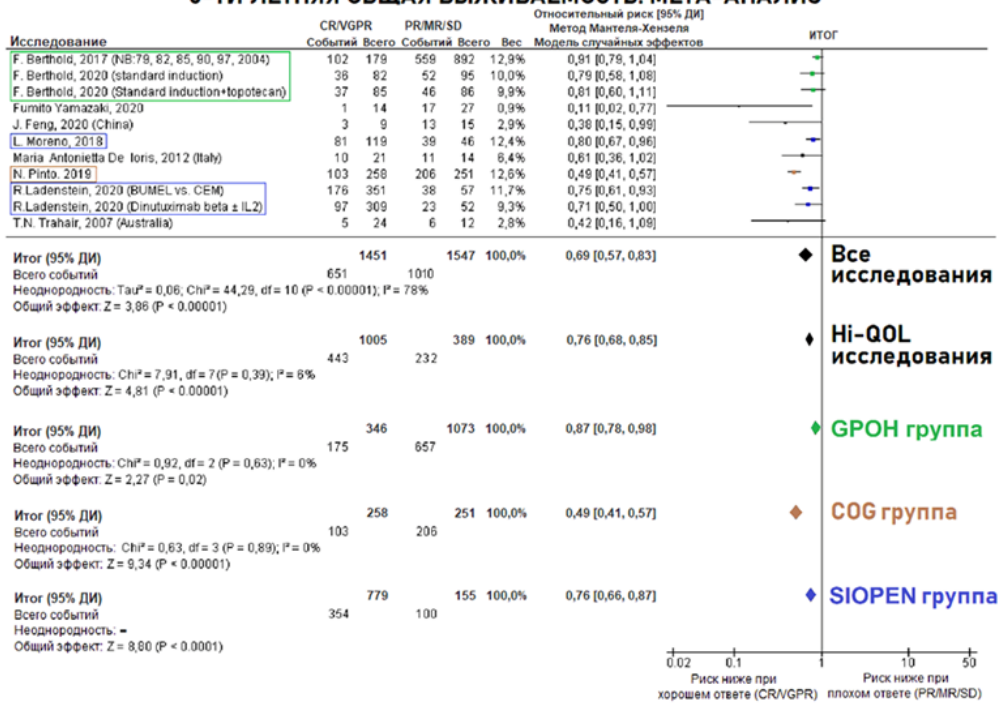 5-ТИ ЛЕТНЯЯ ОБЩАЯ ВЫЖИВАЕМОСТЬ. МЕТА-АНАЛИЗ
Относительный риск [95% ДИ]
CR/VGPR PR/MR/SD Метод Мантеля-Хензеля ИТОГ
Исследование Событий Всего Событий Всего Вес Модель случайных эффектов
F. Berthold, 2017 (NB:79, 82, 85, 90, 97, 2004) 102 179 559 892 12,9% 0,91 [0,79, 1,04]
F. Berthold, 2020 (standard induction) 36 82 52 95 10,0% 0,79 [0,58, 1,08]
F. Berthold, 2020 (Standard induction+topotecan) 37 85 46 86 9,9% 0,81 [0,60, 1,11]
Fumito Yamazaki, 2020 1 14 17 27 0,9% 0,11 [0,02, 0,77]
J. Feng, 2020 (China) 3 9 13 15 2,9% 0,38 [0,15, 0,99]
L. Moreno, 2018 81 119 39 46 12,4% 0,80 [0,67, 0,96]
Maria Antonietta De Ioris, 2012 (Italy) 10 21 11 14 6,4% 0,61 [0,36, 1,02]
N. Pinto. 2019 103 258 206 251 12,6% 0,49 [0,41, 0,57]
R.Ladenstein, 2020 (BUMEL vs. CEM) 176 351 38 57 11,7% 0,75 [0,61, 0,93]
R.Ladenstein, 2020 (Dinutuximab beta ± IL2) 97 309 23 52 9,3% 0,71 [0,50, 1,00]
T.N. Trahair, 2007 (Australia) 5 24 6 12 2,8% 0,42 [0,16, 1,09]
Итог (95% ДИ) 1451 1547 100,0% 0,69 [0,57, 0,83] Все исследования
Всего событий 651 1010
Неоднородность: Tau² = 0,06; Chi² = 44,29, df = 10 (P < 0.00001); I² = 78%
Общий эффект: Z = 3,86 (P < 0.00001)
Итог (95% ДИ) 1005 389 100,0% 0,76 [0,68, 0,85] Hi-QOL исследования
Всего событий 443 232
Неоднородность: Chi² = 7,91, df = 7 (P = 0,39); I² = 6%
Общий эффект: Z = 4,81 (P < 0.00001)
Итог (95% ДИ) 346 1073 100,0% 0,87 [0,78, 0,98] GPOH группа
Всего событий 175 657
Неоднородность: Chi² = 0,92, df = 2 (P = 0,63); I² = 0%
Общий эффект: Z = 2,27 (P = 0,02)
Итог (95% ДИ) 258 251 100,0% 0,49 [0,41, 0,57] COG группа
Всего событий 103 206
Неоднородность: Chi² = 0,63, df = 3 (P = 0,89); I² = 0%
Общий эффект: Z = 9,34 (P < 0.00001)
Итог (95% ДИ) 779 155 100,0% 0,76 [0,66, 0,87] SIOPEN группа
Всего событий 354 100
Неоднородность: –
Общий эффект: Z = 8,80 (P < 0.0001)
0.02 0.1 1 10 50
Риск ниже при Риск ниже при
хорошем ответе (CR/VGPR) плохом ответе (PR/MR/SD)